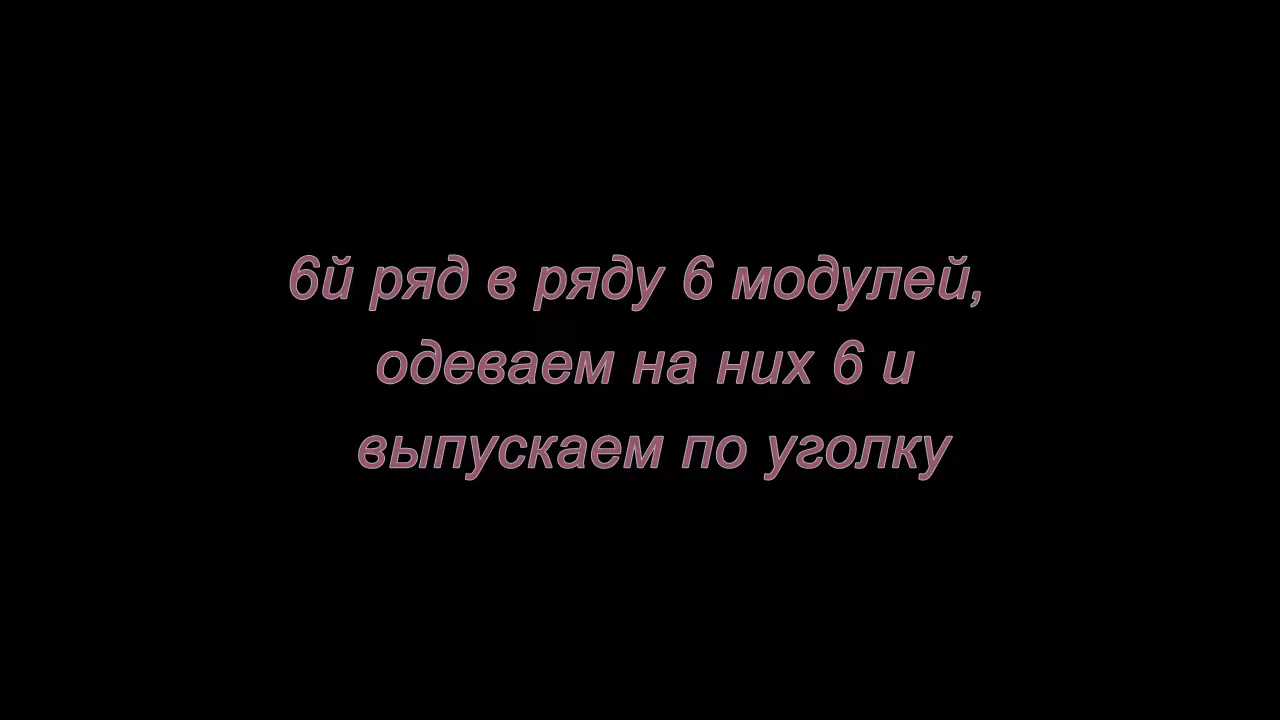 6й ряд в ряду 6 модулей,
одеваем на них 6 и
выпускаем по уголку